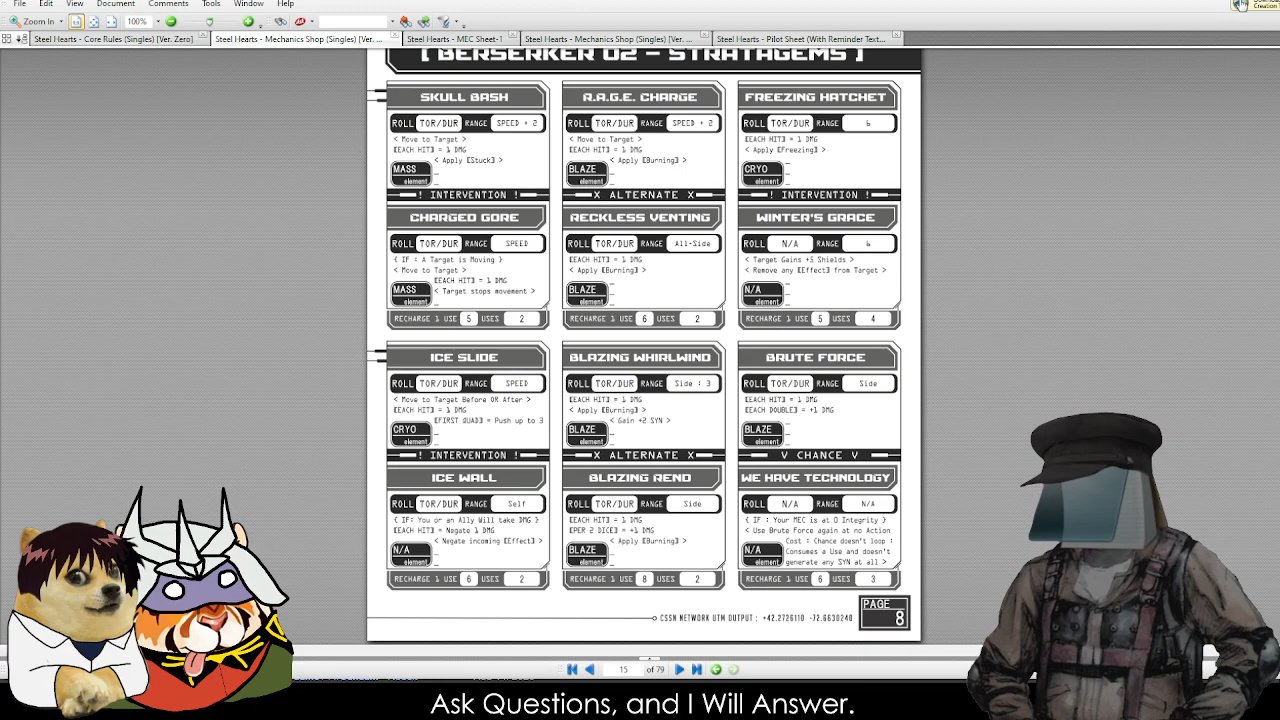 File Edit View Document Comments Tools Window Help
Creation
Zoom In 100%
Steel Hearts - Core Rules (Singles) [Ver. Zero]
Steel Hearts - Mechanics Shop (Singles) [Ver, ...
Steel Hearts - MEC Sheet-1
Steel Hearts - Mechanics Shop (Singles) [Ver, ...
Steel Hearts - Pilot Sheet (With Reminder Text...
[ BERSERKER 02 - STRATAGEMS ]
SKULL BASH
ROLL TOR/DUR RANGE SPEED + 2
< Move to Target >
[EACH HIT] = 1 DMG
< Apply [Stuck] >
MASS
element
! INTERVENTION !
CHARGED GORE
ROLL TOR/DUR RANGE SPEED
{ IF : A Target is Moving }
< Move to Target >
[EACH HIT] = 1 DMG
MASS < Target stops movement >
element
RECHARGE 1 USE 5 USES 2
R.A.G.E. CHARGE
ROLL TOR/DUR RANGE SPEED + 2
< Move to Target >
[EACH HIT] = 1 DMG
< Apply [Burning] >
BLAZE
element
X ALTERNATE X
RECKLESS VENTING
ROLL TOR/DUR RANGE All-Side
[EACH HIT] = 1 DMG
< Apply [Burning] >
BLAZE
element
RECHARGE 1 USE 6 USES 2
FREEZING HATCHET
ROLL TOR/DUR RANGE 6
[EACH HIT] = 1 DMG
< Apply [Freezing] >
CRYO
element
! INTERVENTION !
WINTER'S GRACE
ROLL N/A RANGE 6
< Target Gains +5 Shields >
< Remove any [Effect] from Target >
N/A
element
RECHARGE 1 USE 5 USES 4
ICE SLIDE
ROLL TOR/DUR RANGE SPEED
< Move to Target Before OR After >
[EACH HIT] = 1 DMG
[FIRST QUAD] = Push up to 3
CRYO
element
! INTERVENTION !
ICE WALL
ROLL TOR/DUR RANGE Self
{ IF: You or an Ally Will take DMG }
[EACH HIT] = Negate 1 DMG
< Negate incoming [Effect] >
N/A
element
RECHARGE 1 USE 6 USES 2
BLAZING WHIRLWIND
ROLL TOR/DUR RANGE Side : 3
[EACH HIT] = 1 DMG
< Apply [Burning] >
< Gain +2 SYN >
BLAZE
element
X ALTERNATE X
BLAZING REND
ROLL TOR/DUR RANGE Side
[EACH HIT] = 1 DMG
[PER 2 DICE] = +1 DMG
< Apply [Burning] >
BLAZE
element
RECHARGE 1 USE 8 USES 2
BRUTE FORCE
ROLL TOR/DUR RANGE Side
[EACH HIT] = 1 DMG
[EACH DOUBLE] = +1 DMG
BLAZE
element
V CHANCE V
WE HAVE TECHNOLOGY
ROLL N/A RANGE N/A
{ IF : Your MEC is at 0 Integrity }
< Use Brute Force again at no Action
Cost : Chance doesn't loop :
N/A Consumes a Use and doesn't
element generate any SYN at all >
RECHARGE 1 USE 6 USES 3
CSSN NETWORK UTM OUTPUT : +42.2726110 -72.6630240
PAGE
8
15 of 79
Ask Questions, and I Will Answer.